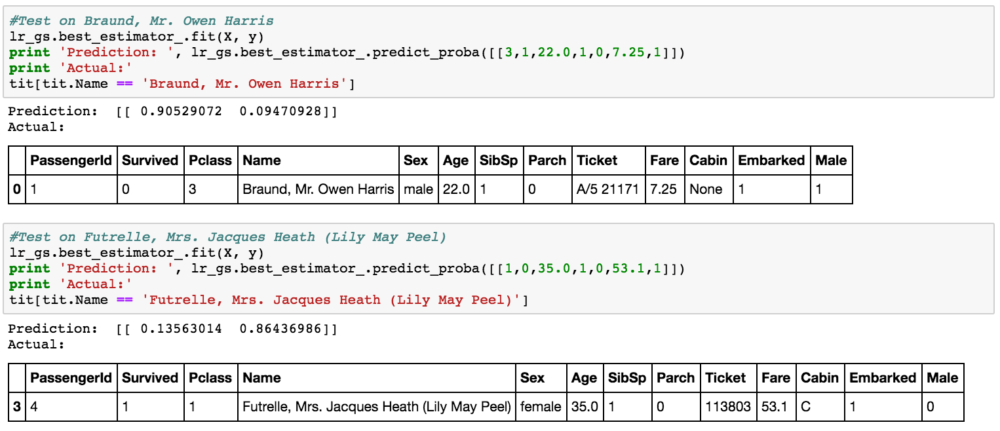 #Test on Braund, Mr. Owen Harris
lr_gs.best_estimator_.fit(X, y)
print 'Prediction: ', lr_gs.best_estimator_.predict_proba([[3,1,22.0,1,0,7.25,1]])
print 'Actual:'
tit[tit.Name == 'Braund, Mr. Owen Harris']
Prediction:  [[ 0.90529072  0.09470928]]
Actual:
PassengerId Survived Pclass Name Sex Age SibSp Parch Ticket Fare Cabin Embarked Male
0 1 0 3 Braund, Mr. Owen Harris male 22.0 1 0 A/5 21171 7.25 None 1 1
#Test on Futrelle, Mrs. Jacques Heath (Lily May Peel)
lr_gs.best_estimator_.fit(X, y)
print 'Prediction: ', lr_gs.best_estimator_.predict_proba([[1,0,35.0,1,0,53.1,1]])
print 'Actual:'
tit[tit.Name == 'Futrelle, Mrs. Jacques Heath (Lily May Peel)']
Prediction:  [[ 0.13563014  0.86436986]]
Actual:
PassengerId Survived Pclass Name Sex Age SibSp Parch Ticket Fare Cabin Embarked Male
3 4 1 1 Futrelle, Mrs. Jacques Heath (Lily May Peel) female 35.0 1 0 113803 53.1 C 1 0